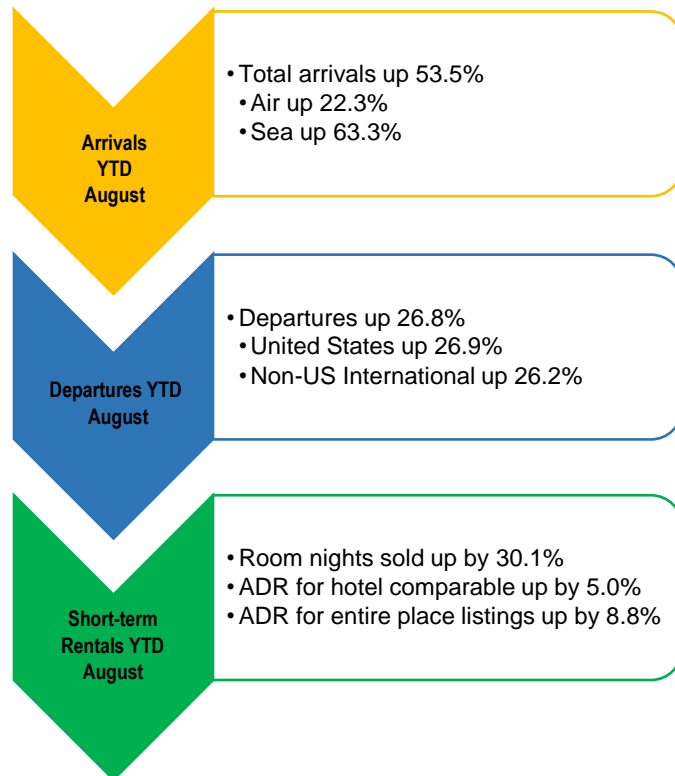 Arrivals
YTD
August
• Total arrivals up 53.5%
• Air up 22.3%
• Sea up 63.3%
Departures YTD
August
• Departures up 26.8%
• United States up 26.9%
• Non-US International up 26.2%
Short-term
Rentals YTD
August
• Room nights sold up by 30.1%
• ADR for hotel comparable up by 5.0%
• ADR for entire place listings up by 8.8%